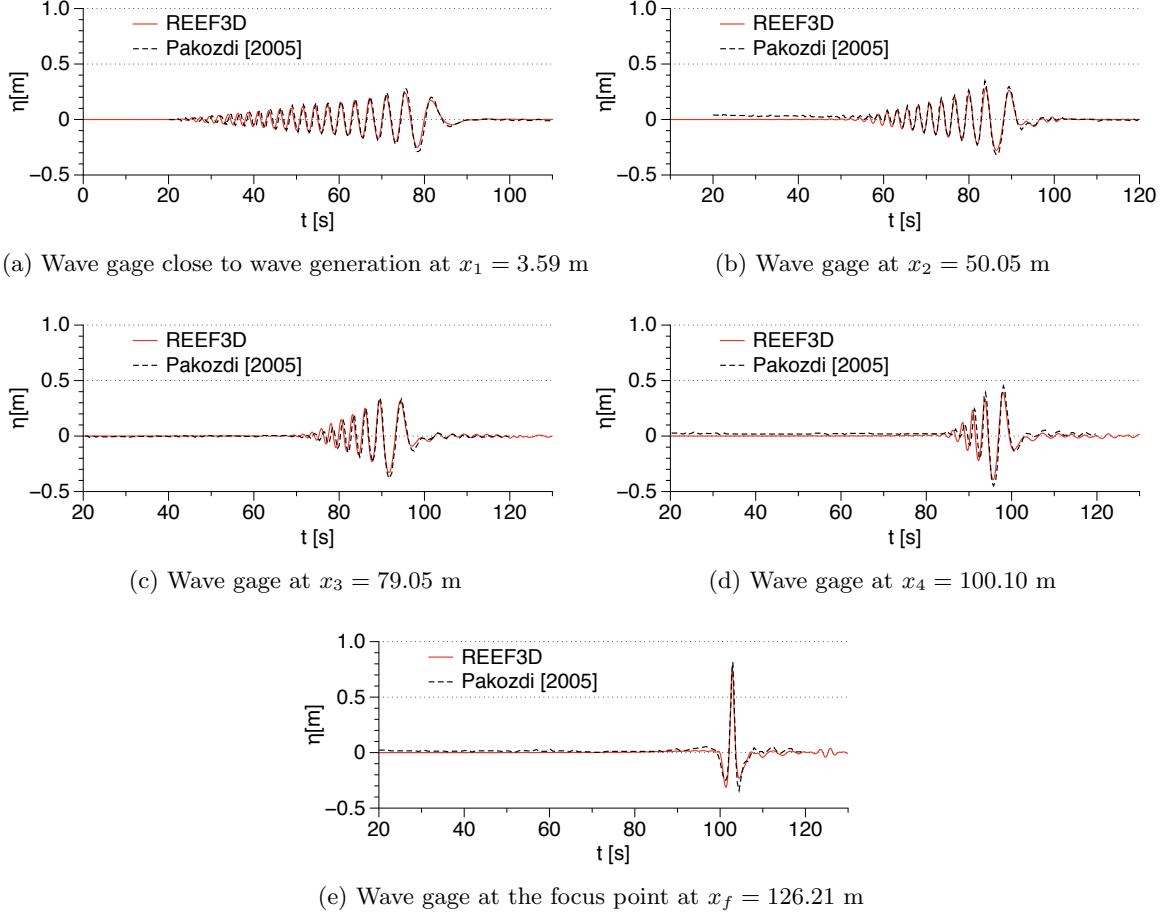 1.0
REEF3D
Pakozdi [2005]
0.5
η[m]
0
−0.5
0 20 40 60 80 100
t [s]
(a) Wave gage close to wave generation at x₁ = 3.59 m
1.0
REEF3D
Pakozdi [2005]
0.5
η[m]
0
−0.5
0 20 40 60 80 100 120
t [s]
(b) Wave gage at x₂ = 50.05 m
1.0
REEF3D
Pakozdi [2005]
0.5
η[m]
0
−0.5
20 40 60 80 100 120
t [s]
(c) Wave gage at x₃ = 79.05 m
1.0
REEF3D
Pakozdi [2005]
0.5
η[m]
0
−0.5
20 40 60 80 100 120
t [s]
(d) Wave gage at x₄ = 100.10 m
1.0
REEF3D
Pakozdi [2005]
0.5
η[m]
0
−0.5
20 40 60 80 100 120
t [s]
(e) Wave gage at the focus point at x_f = 126.21 m